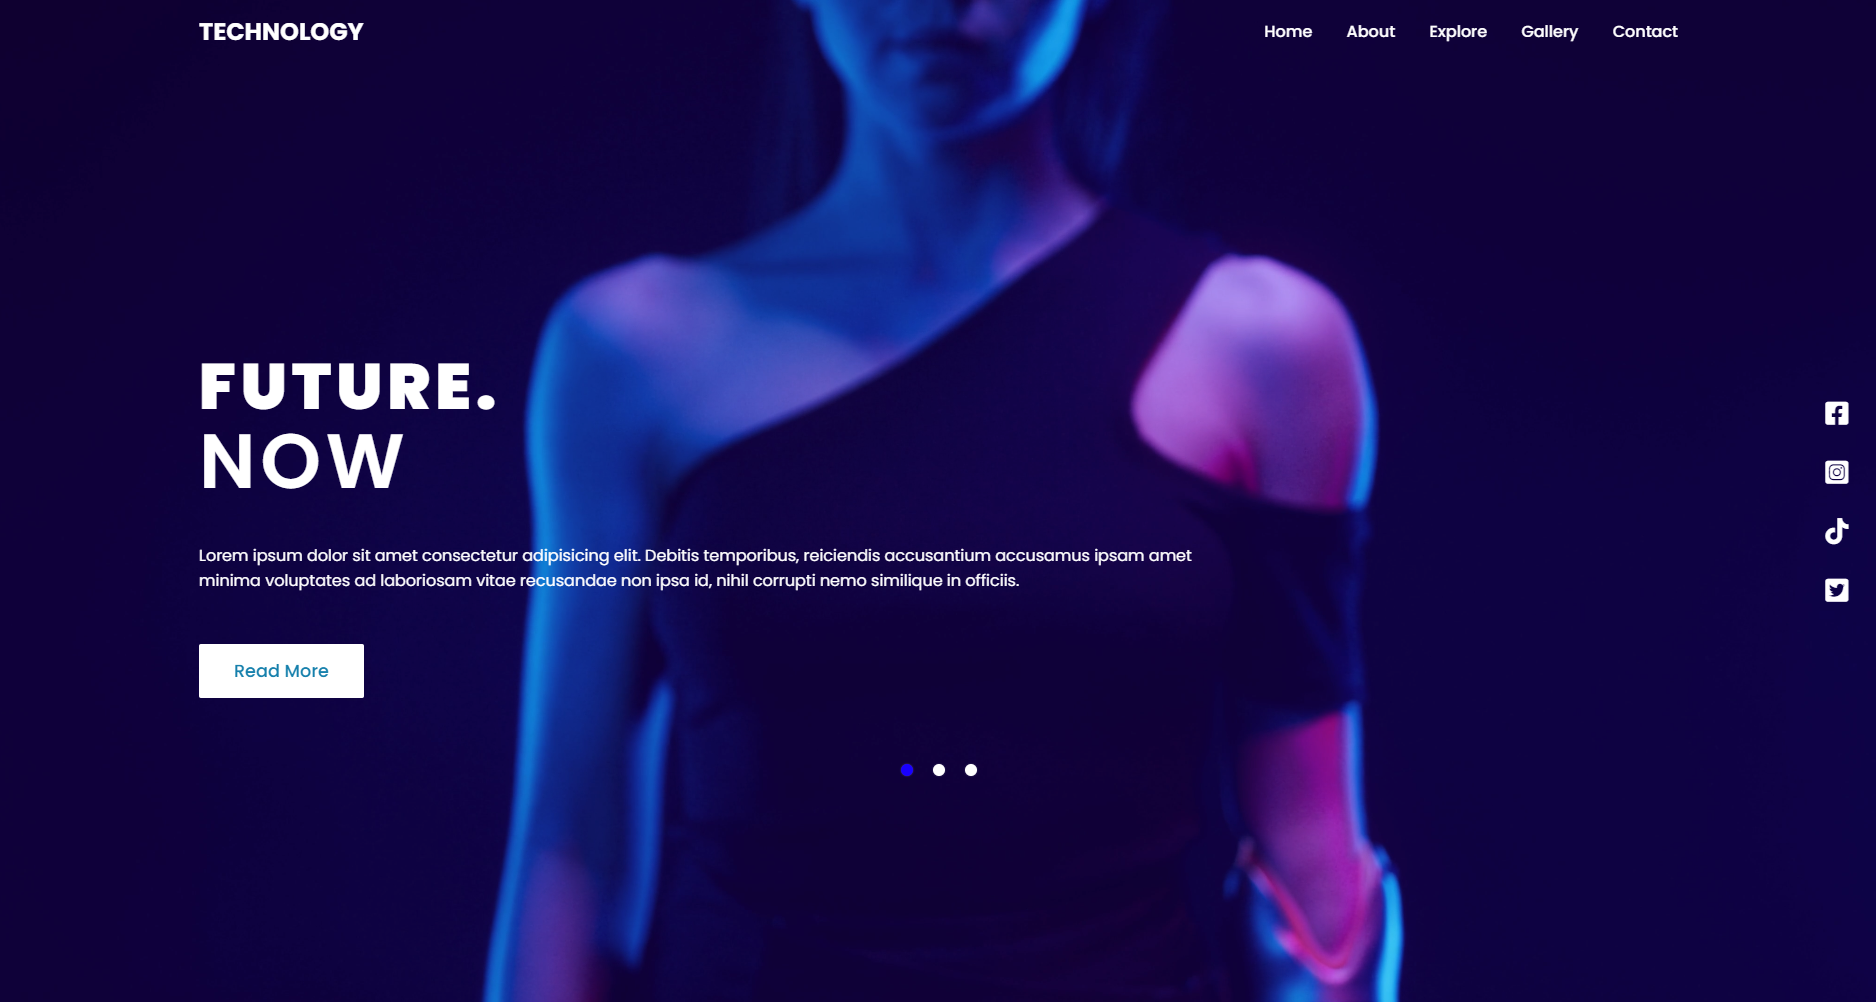 TECHNOLOGY
Home About Explore Gallery Contact
FUTURE.
NOW
Lorem ipsum dolor sit amet consectetur adipisicing elit. Debitis temporibus, reiciendis accusantium accusamus ipsam amet
minima voluptates ad laboriosam vitae recusandae non ipsa id, nihil corrupti nemo similique in officiis.
Read More